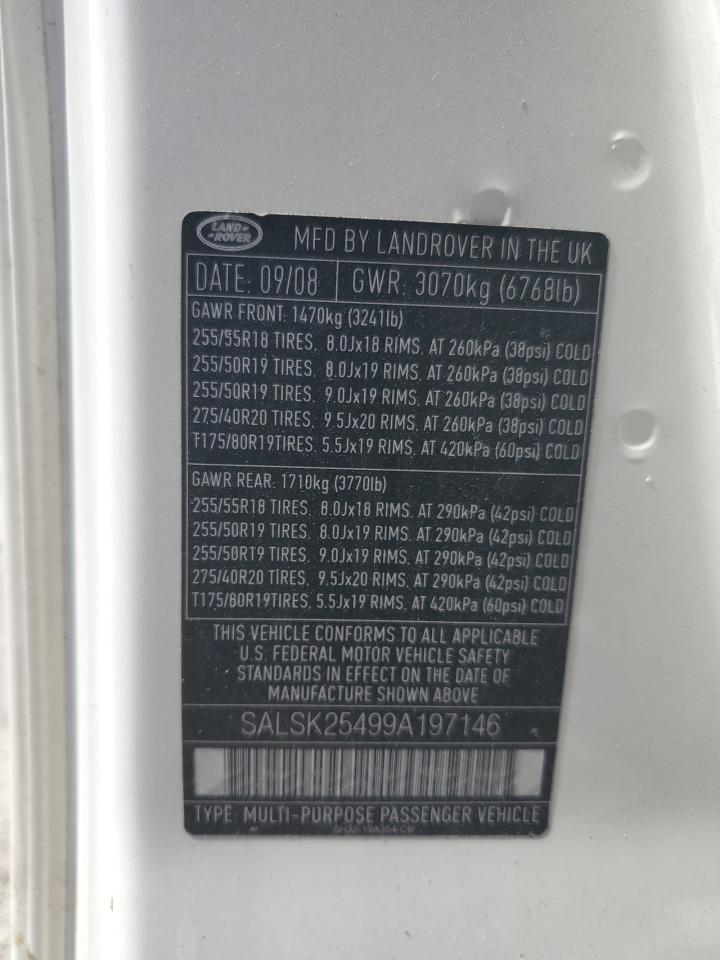 LAND ROVER
MFD BY LANDROVER IN THE UK
DATE: 09/08 GWR: 3070kg (6768lb)
GAWR FRONT: 1470kg (3241lb)
255/55R18 TIRES, 8.0Jx18 RIMS, AT 260kPa (38psi) COLD
255/50R19 TIRES, 8.0Jx19 RIMS, AT 260kPa (38psi) COLD
255/50R19 TIRES, 9.0Jx19 RIMS, AT 260kPa (38psi) COLD
275/40R20 TIRES, 9.5Jx20 RIMS, AT 260kPa (38psi) COLD
T175/80R19TIRES, 5.5Jx19 RIMS, AT 420kPa (60psi) COLD
GAWR REAR: 1710kg (3770lb)
255/55R18 TIRES, 8.0Jx18 RIMS, AT 290kPa (42psi) COLD
255/50R19 TIRES, 8.0Jx19 RIMS, AT 290kPa (42psi) COLD
255/50R19 TIRES, 9.0Jx19 RIMS, AT 290kPa (42psi) COLD
275/40R20 TIRES, 9.5Jx20 RIMS, AT 290kPa (42psi) COLD
T175/80R19TIRES, 5.5Jx19 RIMS, AT 420kPa (60psi) COLD
THIS VEHICLE CONFORMS TO ALL APPLICABLE
U.S. FEDERAL MOTOR VEHICLE SAFETY
STANDARDS IN EFFECT ON THE DATE OF
MANUFACTURE SHOWN ABOVE
SALSK25499A197146
TYPE: MULTI-PURPOSE PASSENGER VEHICLE